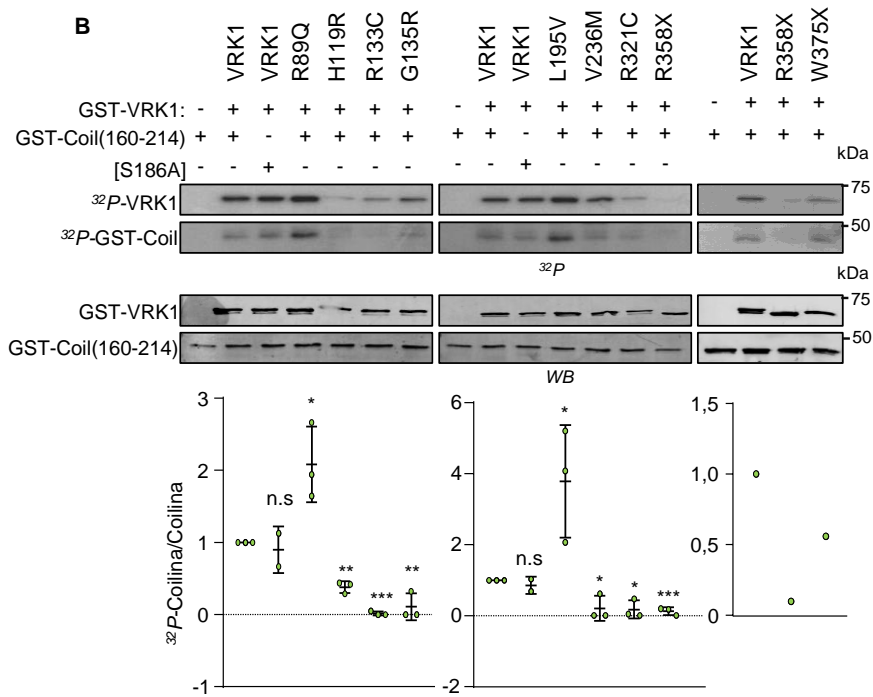 B
VRK1 VRK1 R89Q H119R R133C G135R VRK1 VRK1 L195V V236M R321C R358X VRK1 R358X W375X
GST-VRK1: - + + + + + + - + + + + + + - + + +
GST-Coil(160-214) + + - + + + + + + - + + + + + + + +
[S186A] - - + - - - - - - + - - - - - - - -
kDa
32P-VRK1 75
32P-GST-Coil 50
32P
kDa
GST-VRK1 75
GST-Coil(160-214) 50
WB
32P-Coilina/Coilina
3
2
1
0
-1
n.s
*
**
***
**
6
4
2
0
-2
n.s
*
*
*
***
1,5
1,0
0,5
0